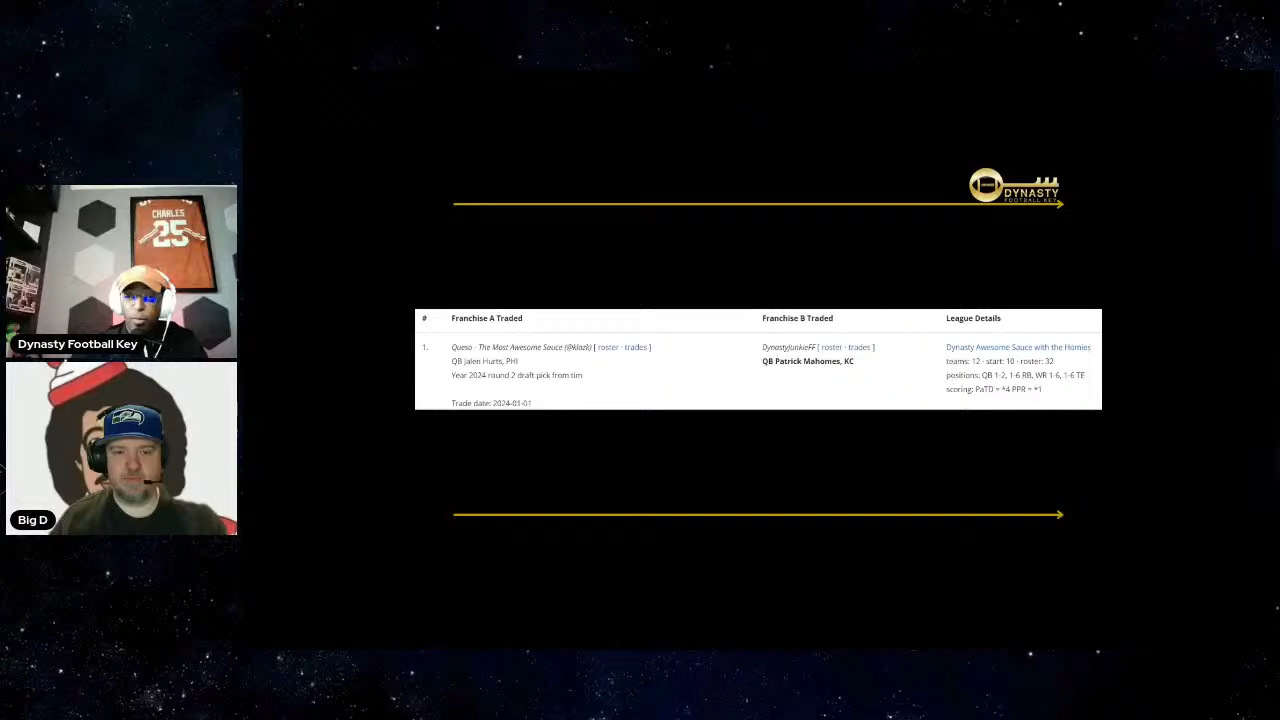 CHARLES
25
Dynasty Football Key
Big D
DYNASTY
FOOTBALL KEY
# Franchise A Traded Franchise B Traded League Details
1. Queso - The Most Awesome Sauce (@klazk) [ roster · trades ] DynastyJunkieFF [ roster · trades ] Dynasty Awesome Sauce with the Homies
QB Jalen Hurts, PHI QB Patrick Mahomes, KC teams: 12 · start: 10 · roster: 32
Year 2024 round 2 draft pick from tim positions: QB 1-2, 1-6 RB, WR 1-6, 1-6 TE
scoring: PaTD = *4 PPR = *1
Trade date: 2024-01-01